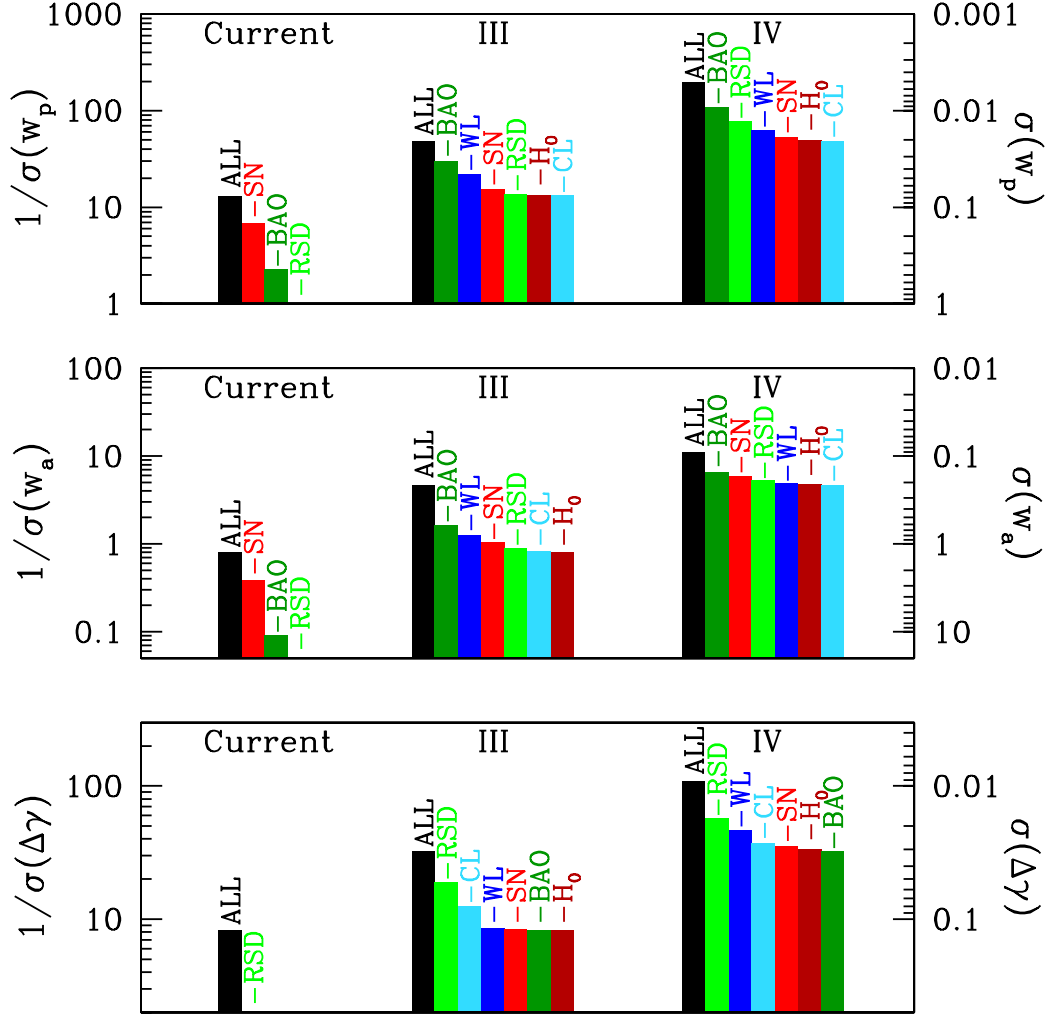 1000
100
10
1
1/σ(w_p)
Current
III
IV
ALL
-SN
-BAO
-RSD
ALL
-BAO
-WL
-SN
-RSD
-H₀
-CL
ALL
-BAO
-RSD
-WL
-SN
-H₀
-CL
0.001
0.01
0.1
1
σ(w_p)
100
10
1
0.1
1/σ(w_a)
Current
III
IV
ALL
-SN
-BAO
-RSD
ALL
-BAO
-WL
-SN
-RSD
-CL
-H₀
ALL
-BAO
-SN
-RSD
-WL
-H₀
-CL
0.01
0.1
1
10
σ(w_a)
100
10
1/σ(Δγ)
Current
III
IV
ALL
-RSD
ALL
-RSD
-CL
-WL
-SN
-BAO
-H₀
ALL
-RSD
-WL
-CL
-SN
-H₀
-BAO
0.01
0.1
σ(Δγ)